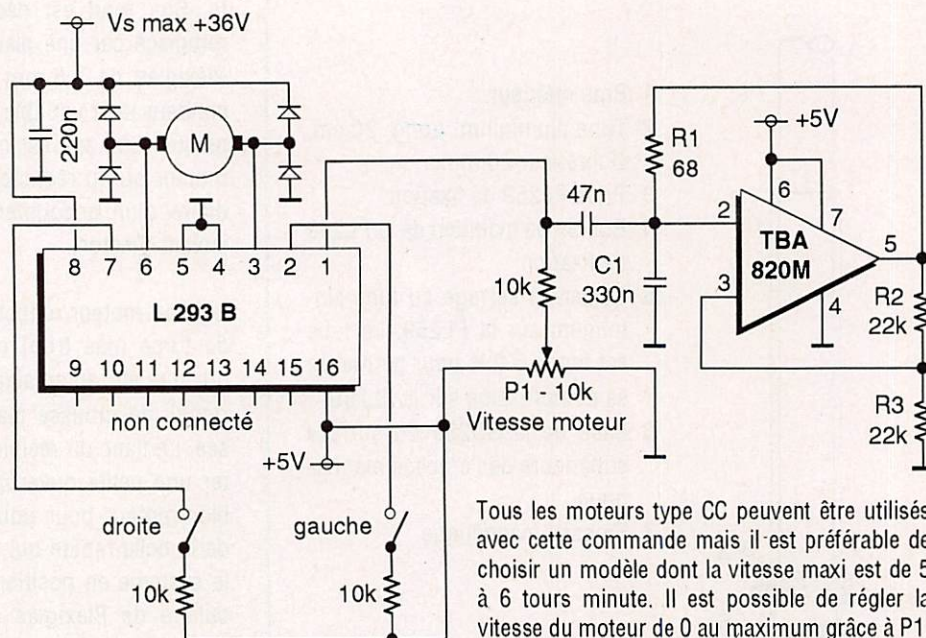 Vs max +36V
220n
M
8 7 6 5 4 3 2 1
L 293 B
9 10 11 12 13 14 15 16
non connecté
+5V
droite
10k
gauche
10k
47n
10k
P1 - 10k
Vitesse moteur
R1
68
C1
330n
+5V
2
3
6
7
5
4
TBA
820M
R2
22k
R3
22k
Tous les moteurs type CC peuvent être utilisés
avec cette commande mais il est préférable de
choisir un modèle dont la vitesse maxi est de 5
à 6 tours minute. Il est possible de régler la
vitesse du moteur de 0 au maximum grâce à P1